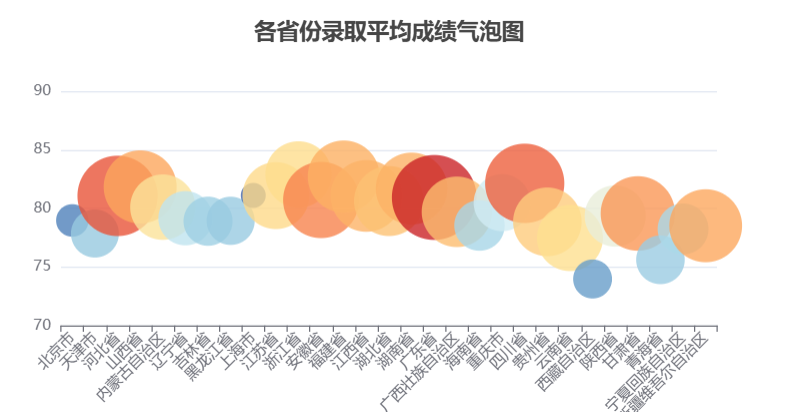 各省份录取平均成绩气泡图
90
85
80
75
70
北京市
天津市
河北省
山西省
内蒙古自治区
辽宁省
吉林省
黑龙江省
上海市
江苏省
浙江省
安徽省
福建省
江西省
湖北省
湖南省
广东省
广西壮族自治区
海南省
重庆市
四川省
贵州省
云南省
西藏自治区
陕西省
甘肃省
青海省
宁夏回族自治区
新疆维吾尔自治区